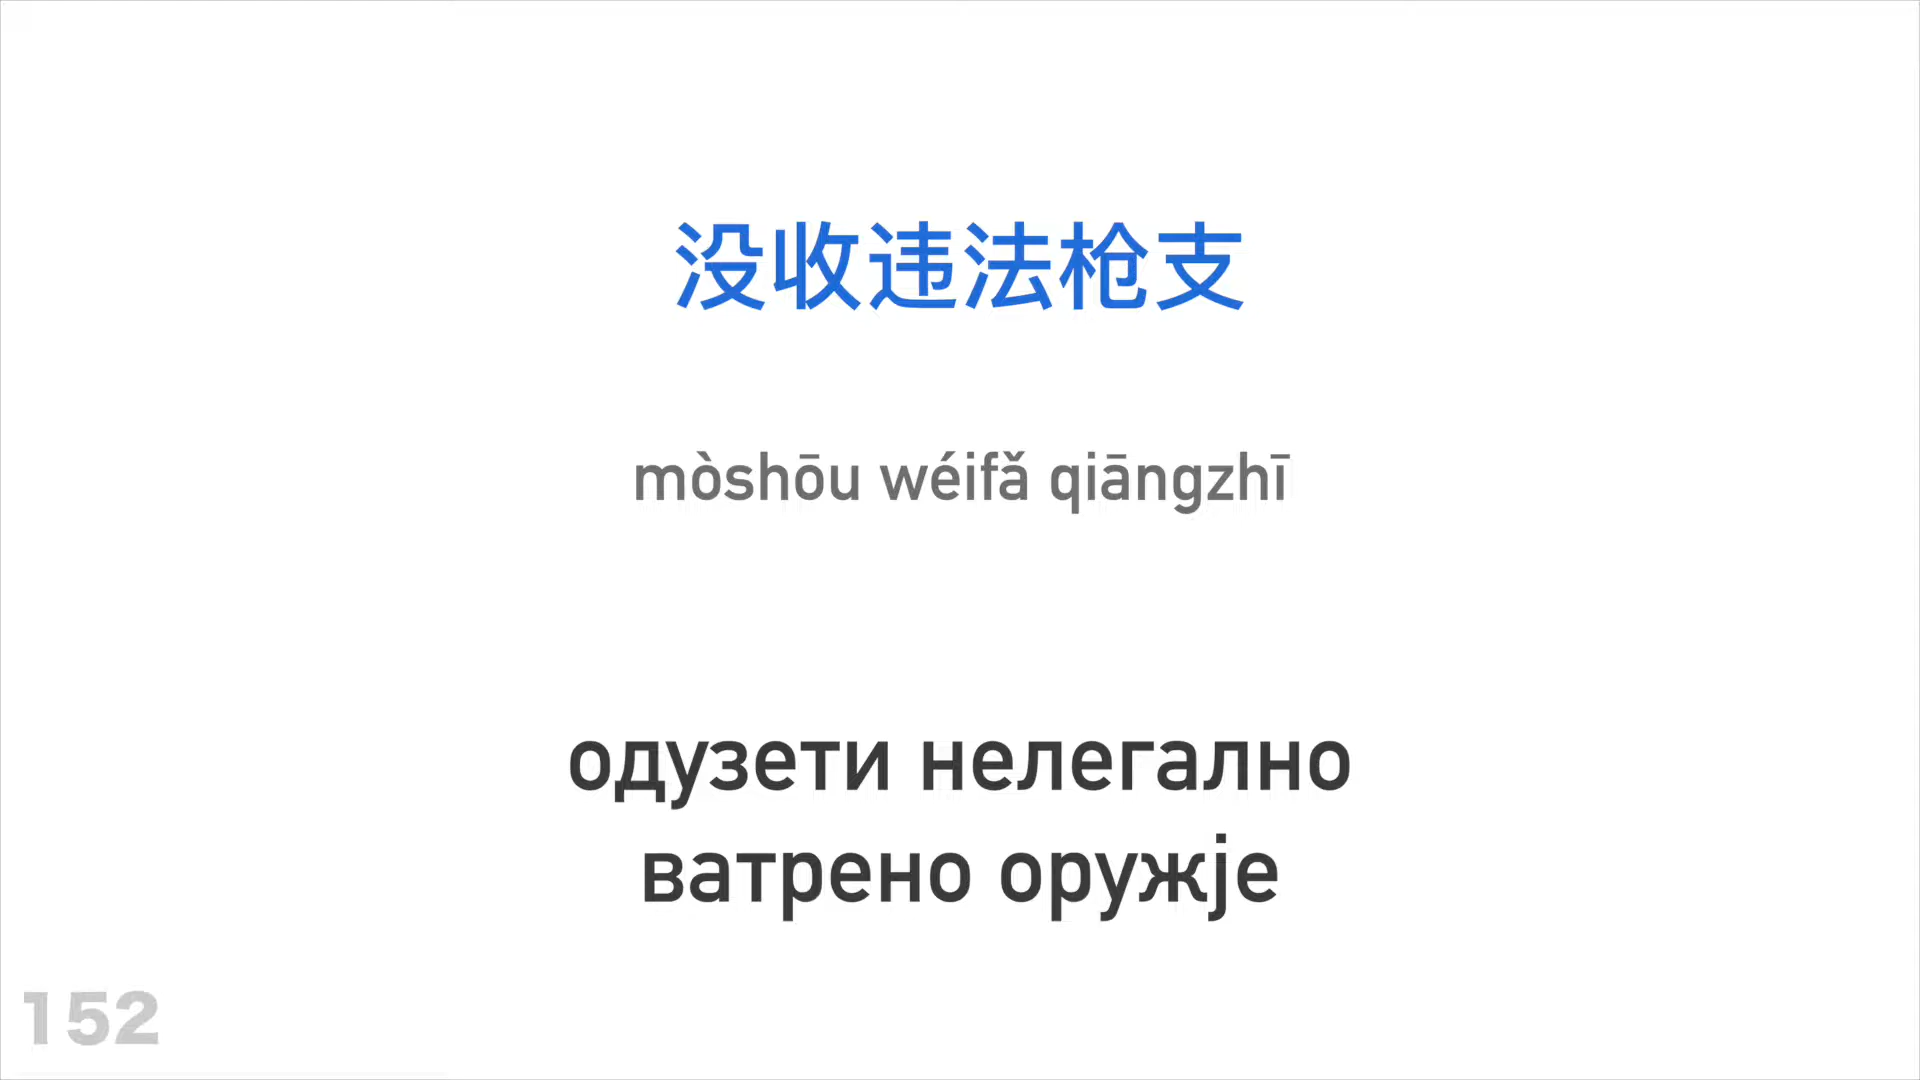 没收违法枪支
mòshōu wéifǎ qiāngzhī
одузети нелегално
ватрено оружје
152